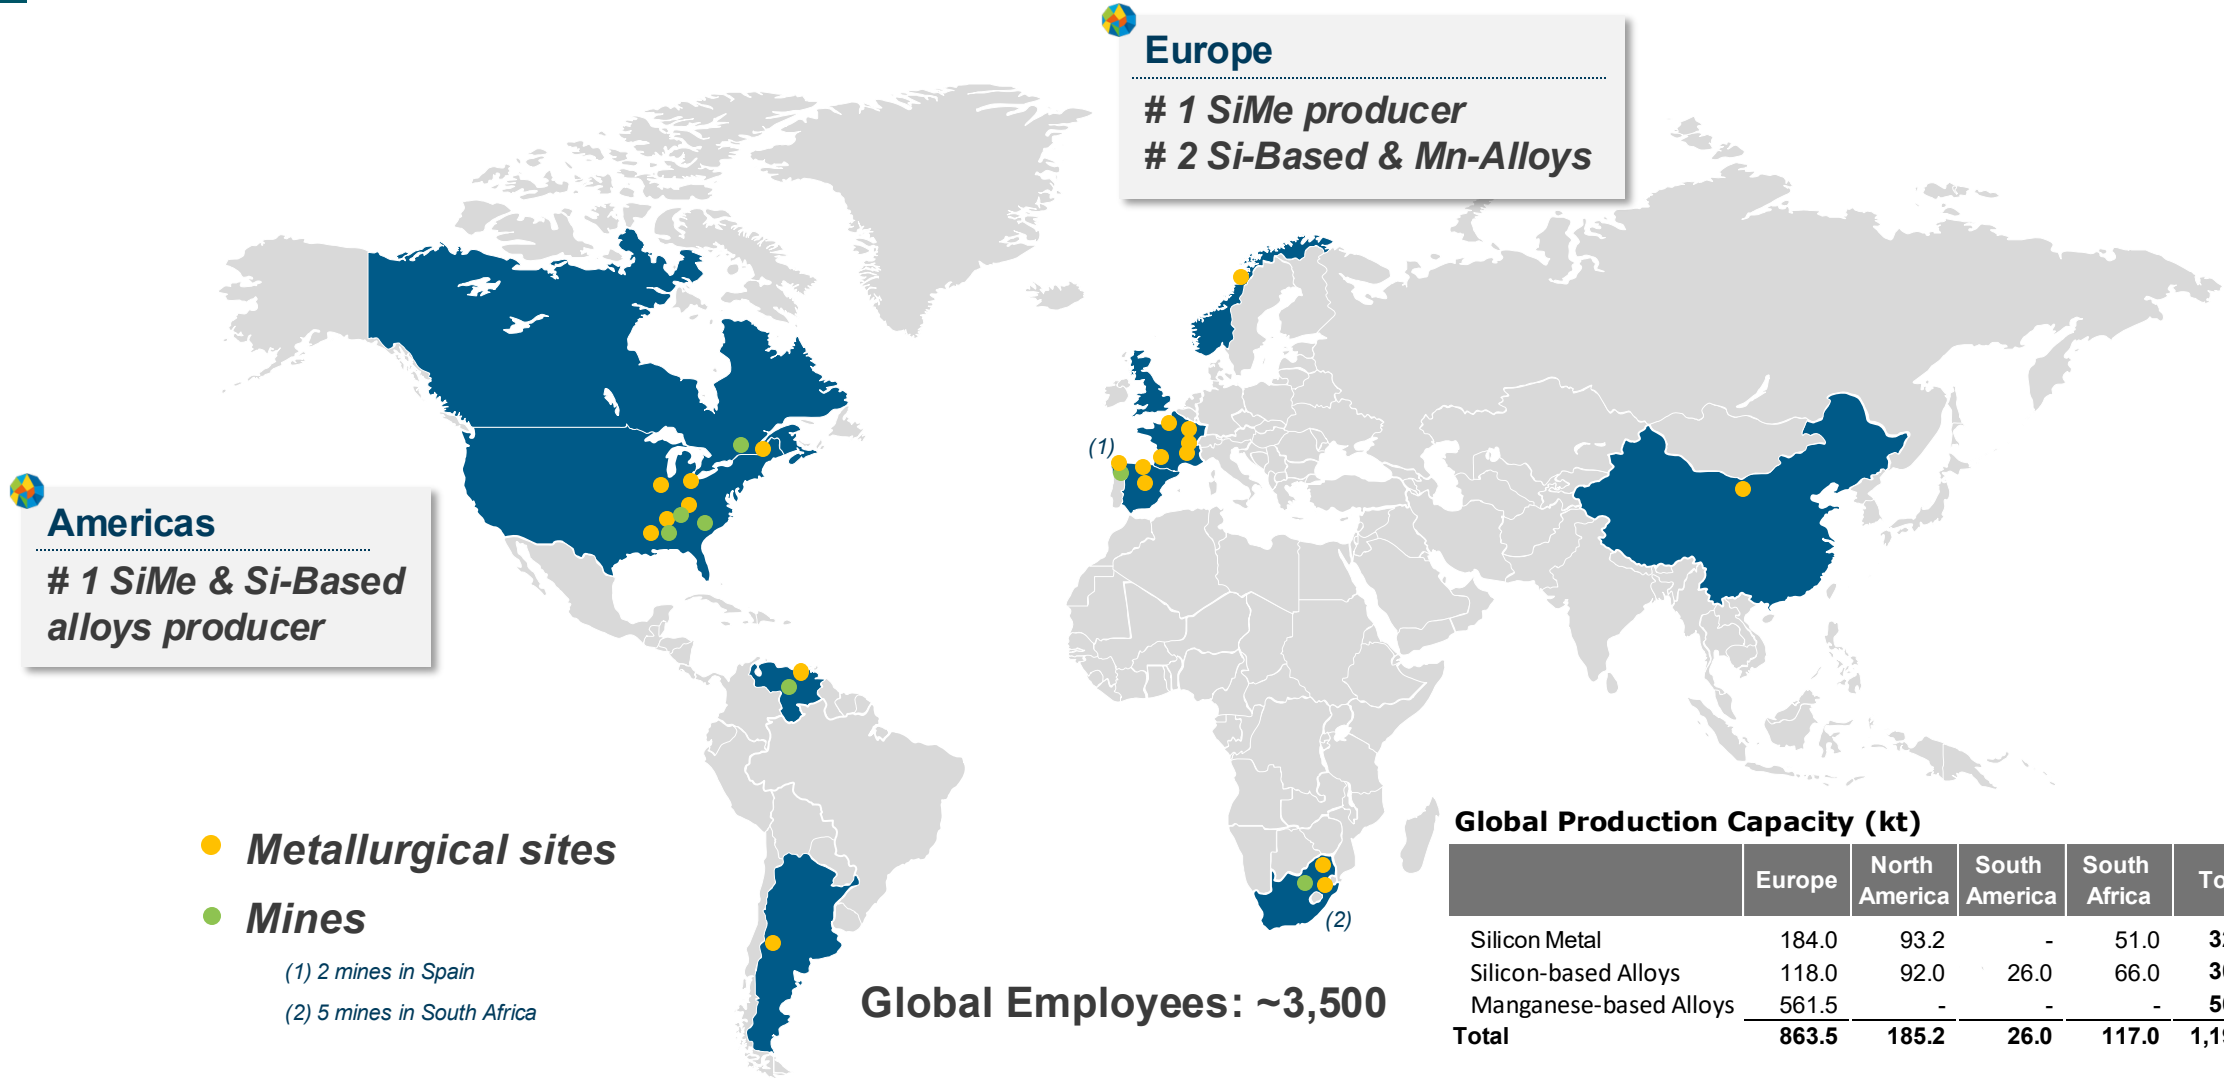 Europe
# 1 SiMe producer
# 2 Si-Based & Mn-Alloys
(1)
Americas
# 1 SiMe & Si-Based
alloys producer
Metallurgical sites
Mines
(1) 2 mines in Spain
(2) 5 mines in South Africa
(2)
Global Employees: ~3,500
Global Production Capacity (kt)
Europe North America South America South Africa
Silicon Metal 184.0 93.2 - 51.0
Silicon-based Alloys 118.0 92.0 26.0 66.0
Manganese-based Alloys 561.5 - - -
Total 863.5 185.2 26.0 117.0